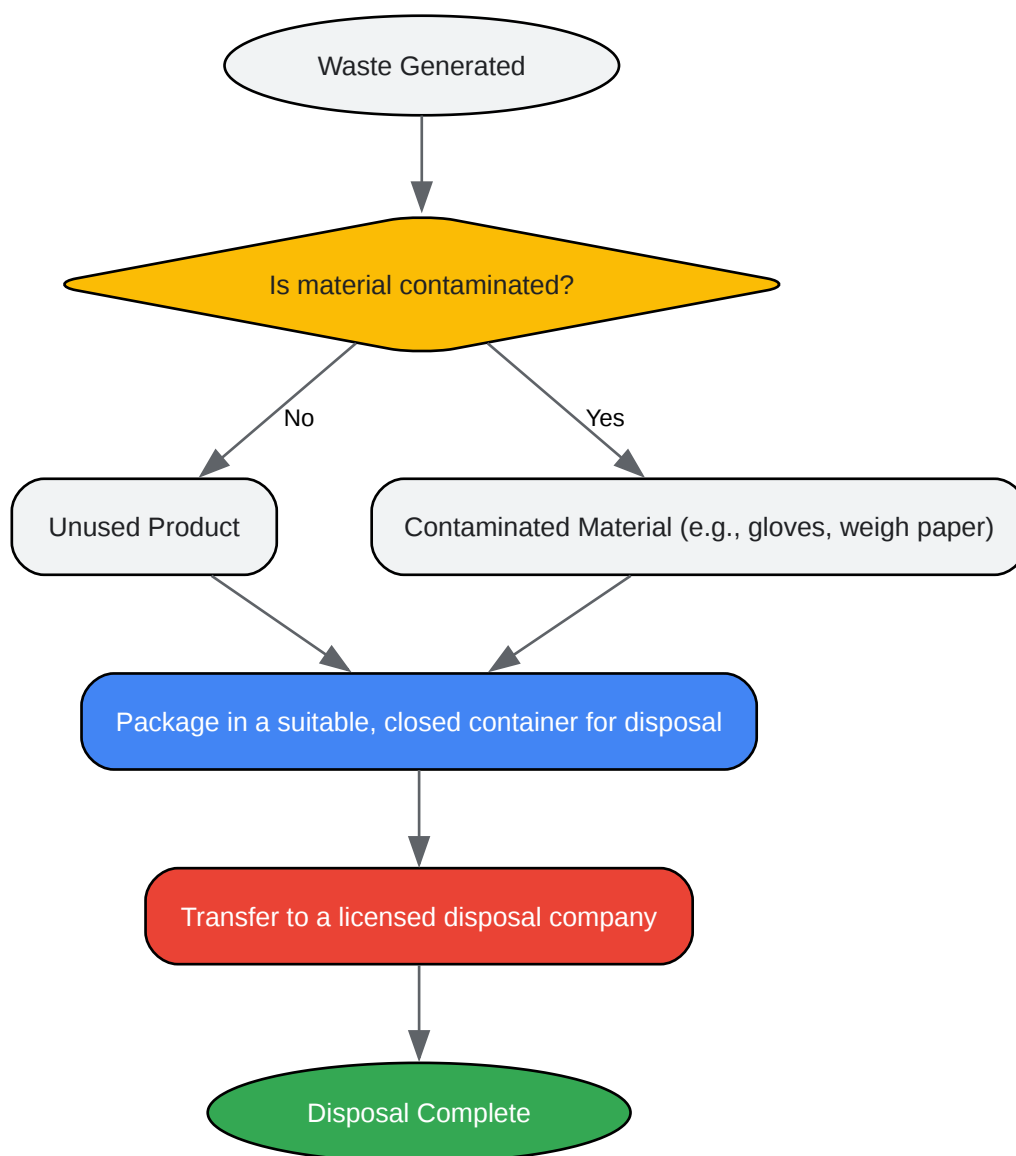 Waste Generated
Is material contaminated?
No
Yes
Unused Product
Contaminated Material (e.g., gloves, weigh paper)
Package in a suitable, closed container for disposal
Transfer to a licensed disposal company
Disposal Complete